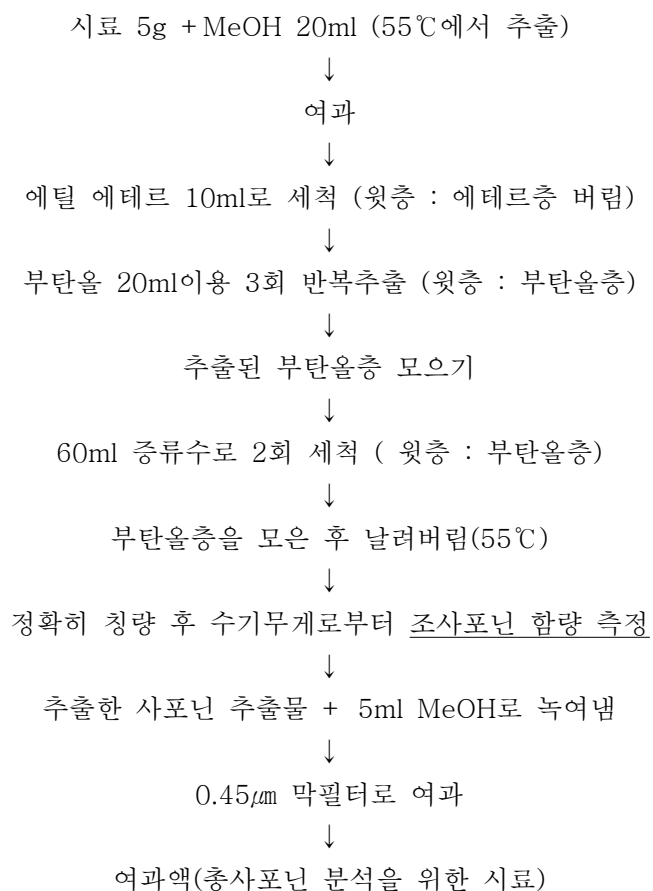 시료 5g +MeOH 20ml (55℃에서 추출)
↓
여과
↓
에틸 에테르 10ml로 세척 (윗층 : 에테르층 버림)
↓
부탄올 20ml이용 3회 반복추출 (윗층 : 부탄올층)
↓
추출된 부탄올층 모으기
↓
60ml 증류수로 2회 세척 ( 윗층 : 부탄올층)
↓
부탄올층을 모은 후 날려버림(55℃)
↓
정확히 칭량 후 수기무게로부터 조사포닌 함량 측정
↓
추출한 사포닌 추출물 + 5ml MeOH로 녹여냄
↓
0.45㎛ 막필터로 여과
↓
여과액(총사포닌 분석을 위한 시료)